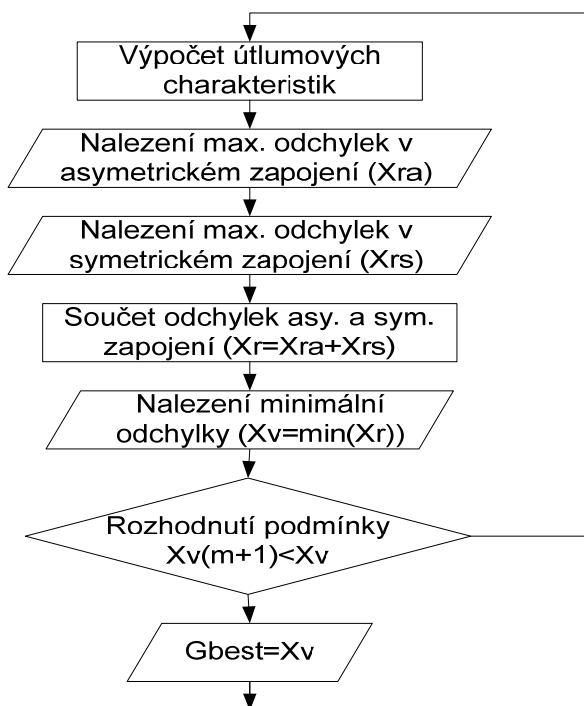 Výpočet útlumových
charakteristik
Nalezení max. odchylek v
asymetrickém zapojení (Xra)
Nalezení max. odchylek v
symetrickém zapojení (Xrs)
Součet odchylek asy. a sym.
zapojení (Xr=Xra+Xrs)
Nalezení minimální
odchylky (Xv=min(Xr))
Rozhodnutí podmínky
Xv(m+1)<Xv
Gbest=Xv